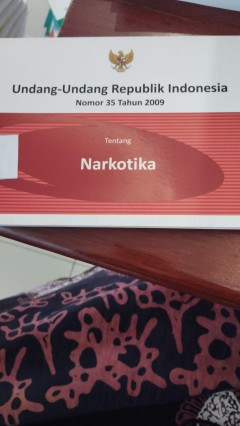 Undang-Undang Republik Indonesia
Nomor 35 Tahun 2009
Tentang
Narkotika